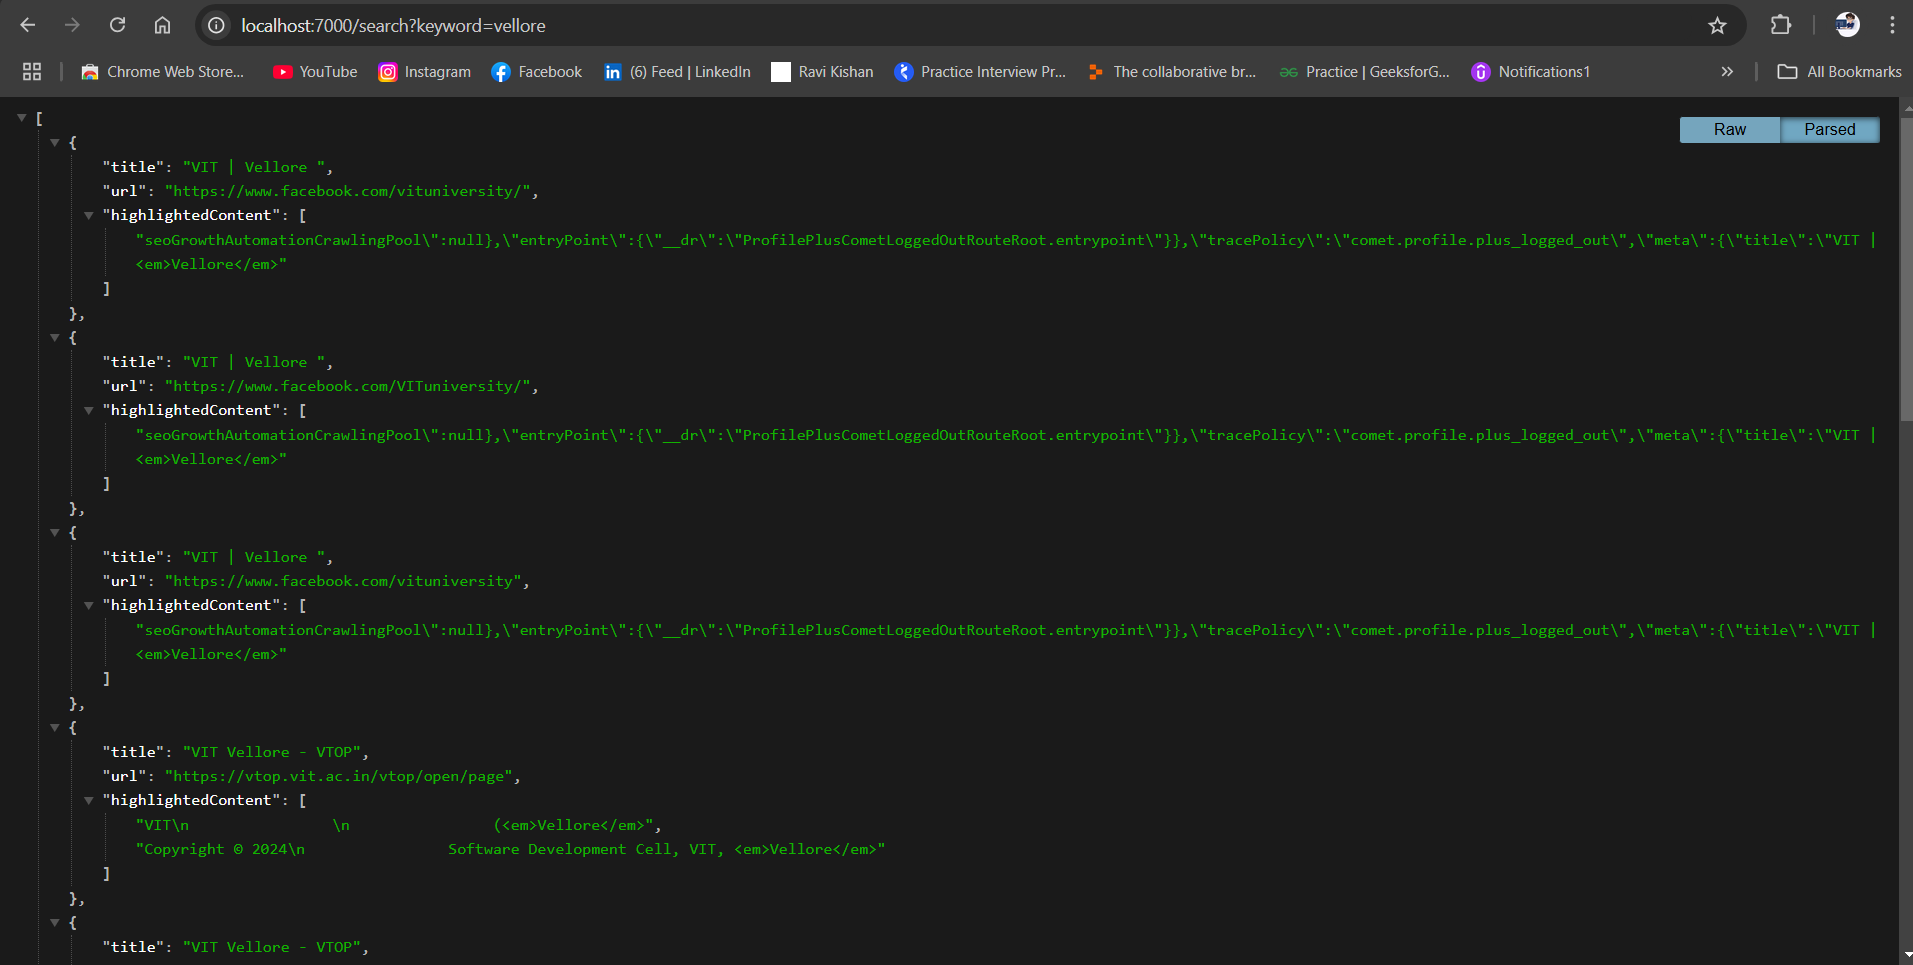 localhost:7000/search?keyword=vellore
Chrome Web Store... YouTube Instagram Facebook (6) Feed | LinkedIn Ravi Kishan Practice Interview Pr... The collaborative br... Practice | GeeksforG... Notifications1 » All Bookmarks
Raw Parsed
[
{
"title": "VIT | Vellore ",
"url": "https://www.facebook.com/vituniversity/",
"highlightedContent": [
"seoGrowthAutomationCrawlingPool\":null},\"entryPoint\":{\"__dr\":\"ProfilePlusCometLoggedOutRouteRoot.entrypoint\"}},\"tracePolicy\":\"comet.profile.plus_logged_out\",\"meta\":{\"title\":\"VIT |
<em>Vellore</em>"
]
},
{
"title": "VIT | Vellore ",
"url": "https://www.facebook.com/VITuniversity/",
"highlightedContent": [
"seoGrowthAutomationCrawlingPool\":null},\"entryPoint\":{\"__dr\":\"ProfilePlusCometLoggedOutRouteRoot.entrypoint\"}},\"tracePolicy\":\"comet.profile.plus_logged_out\",\"meta\":{\"title\":\"VIT |
<em>Vellore</em>"
]
},
{
"title": "VIT | Vellore ",
"url": "https://www.facebook.com/vituniversity",
"highlightedContent": [
"seoGrowthAutomationCrawlingPool\":null},\"entryPoint\":{\"__dr\":\"ProfilePlusCometLoggedOutRouteRoot.entrypoint\"}},\"tracePolicy\":\"comet.profile.plus_logged_out\",\"meta\":{\"title\":\"VIT |
<em>Vellore</em>"
]
},
{
"title": "VIT Vellore - VTOP",
"url": "https://vtop.vit.ac.in/vtop/open/page",
"highlightedContent": [
"VIT\n                \n                (<em>Vellore</em>",
"Copyright © 2024\n                Software Development Cell, VIT, <em>Vellore</em>"
]
},
{
"title": "VIT Vellore - VTOP",